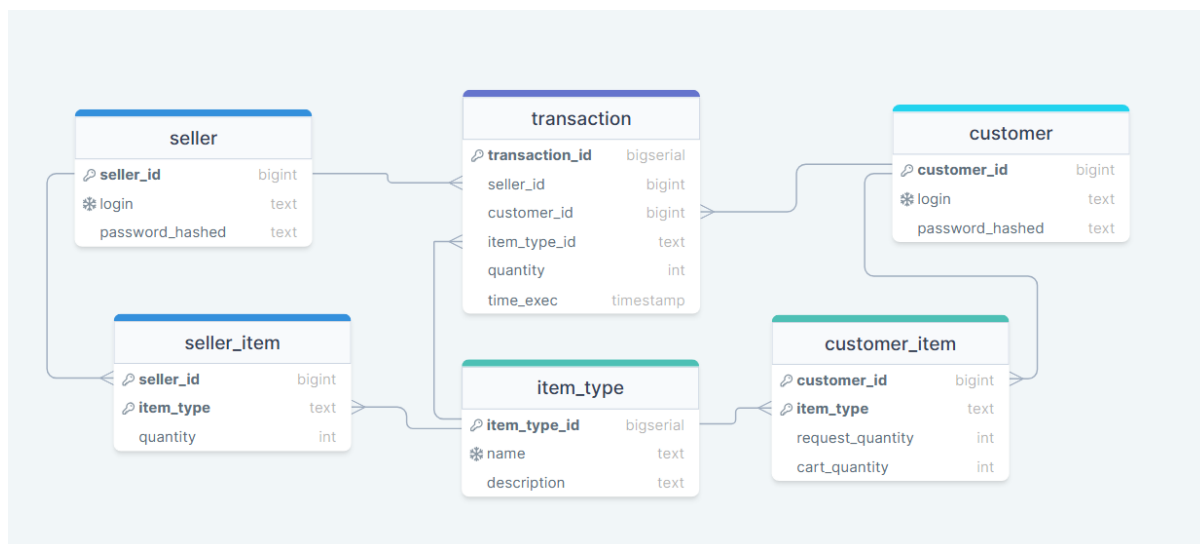 seller
seller_id bigint
login text
password_hashed text
transaction
transaction_id bigserial
seller_id bigint
customer_id bigint
item_type_id text
quantity int
time_exec timestamp
customer
customer_id bigint
login text
password_hashed text
seller_item
seller_id bigint
item_type text
quantity int
item_type
item_type_id bigserial
name text
description text
customer_item
customer_id bigint
item_type text
request_quantity int
cart_quantity int